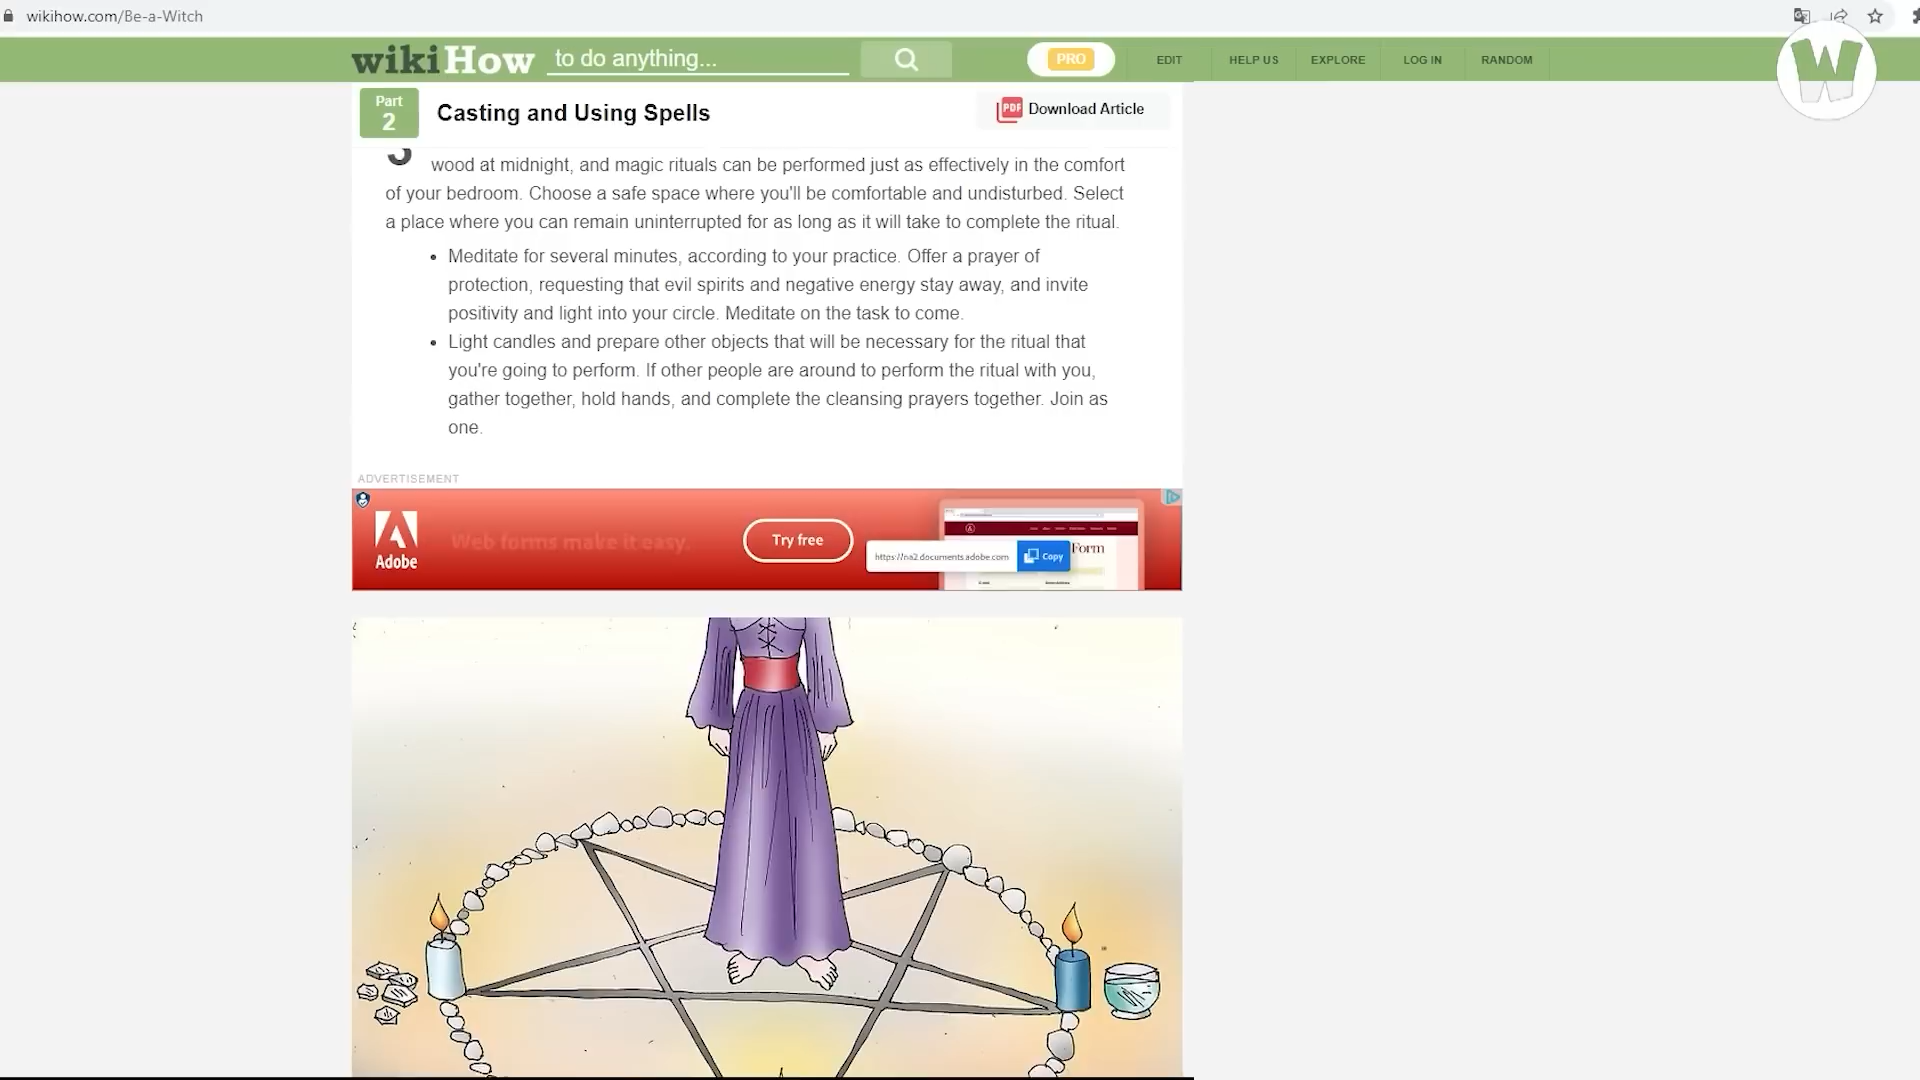 wikihow.com/Be-a-Witch
wikiHow to do anything...
PRO EDIT HELP US EXPLORE LOG IN RANDOM
W
Part
2
Casting and Using Spells
PDF Download Article
wood at midnight, and magic rituals can be performed just as effectively in the comfort
of your bedroom. Choose a safe space where you'll be comfortable and undisturbed. Select
a place where you can remain uninterrupted for as long as it will take to complete the ritual.
• Meditate for several minutes, according to your practice. Offer a prayer of
protection, requesting that evil spirits and negative energy stay away, and invite
positivity and light into your circle. Meditate on the task to come.
• Light candles and prepare other objects that will be necessary for the ritual that
you're going to perform. If other people are around to perform the ritual with you,
gather together, hold hands, and complete the cleansing prayers together. Join as
one.
ADVERTISEMENT
Adobe
Web forms make it easy.
Try free
https://na2.documents.adobe.com
Copy
Form